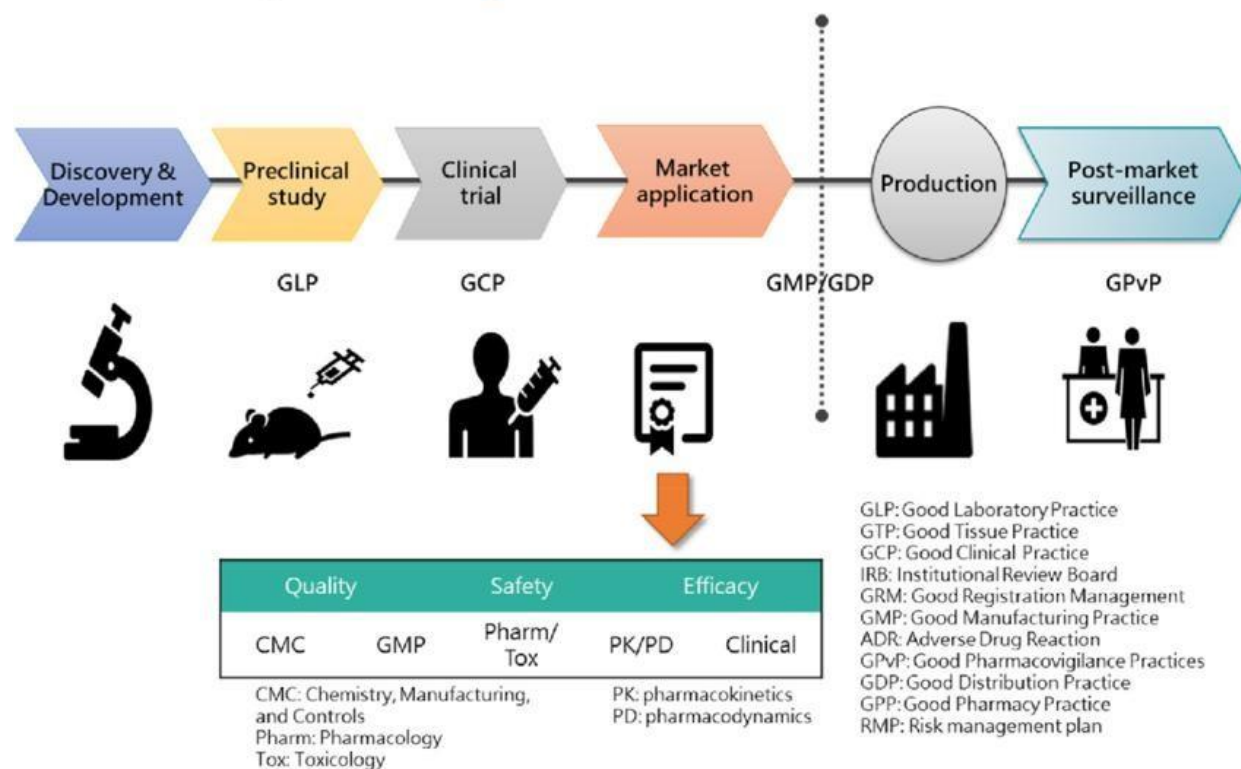 Discovery &
Development
Preclinical
study
Clinical
trial
Market
application
Production
Post-market
surveillance
GLP
GCP
GMP/GDP
GPvP
Quality
Safety
Efficacy
CMC
GMP
Pharm/
Tox
PK/PD
Clinical
CMC: Chemistry, Manufacturing,
and Controls
Pharm: Pharmacology
Tox: Toxicology
PK: pharmacokinetics
PD: pharmacodynamics
GLP: Good Laboratory Practice
GTP: Good Tissue Practice
GCP: Good Clinical Practice
IRB: Institutional Review Board
GRM: Good Registration Management
GMP: Good Manufacturing Practice
ADR: Adverse Drug Reaction
GPvP: Good Pharmacovigilance Practices
GDP: Good Distribution Practice
GPP: Good Pharmacy Practice
RMP: Risk management plan